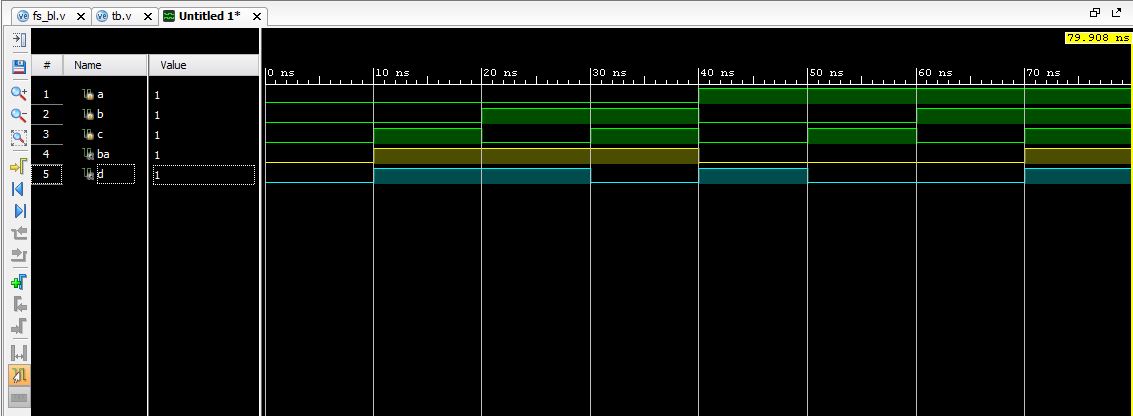 fs_bl.v tb.v Untitled 1*
79.908 ns
# Name Value
0 ns 10 ns 20 ns 30 ns 40 ns 50 ns 60 ns 70 ns
1 a 1
2 b 1
3 c 1
4 ba 1
5 d 1